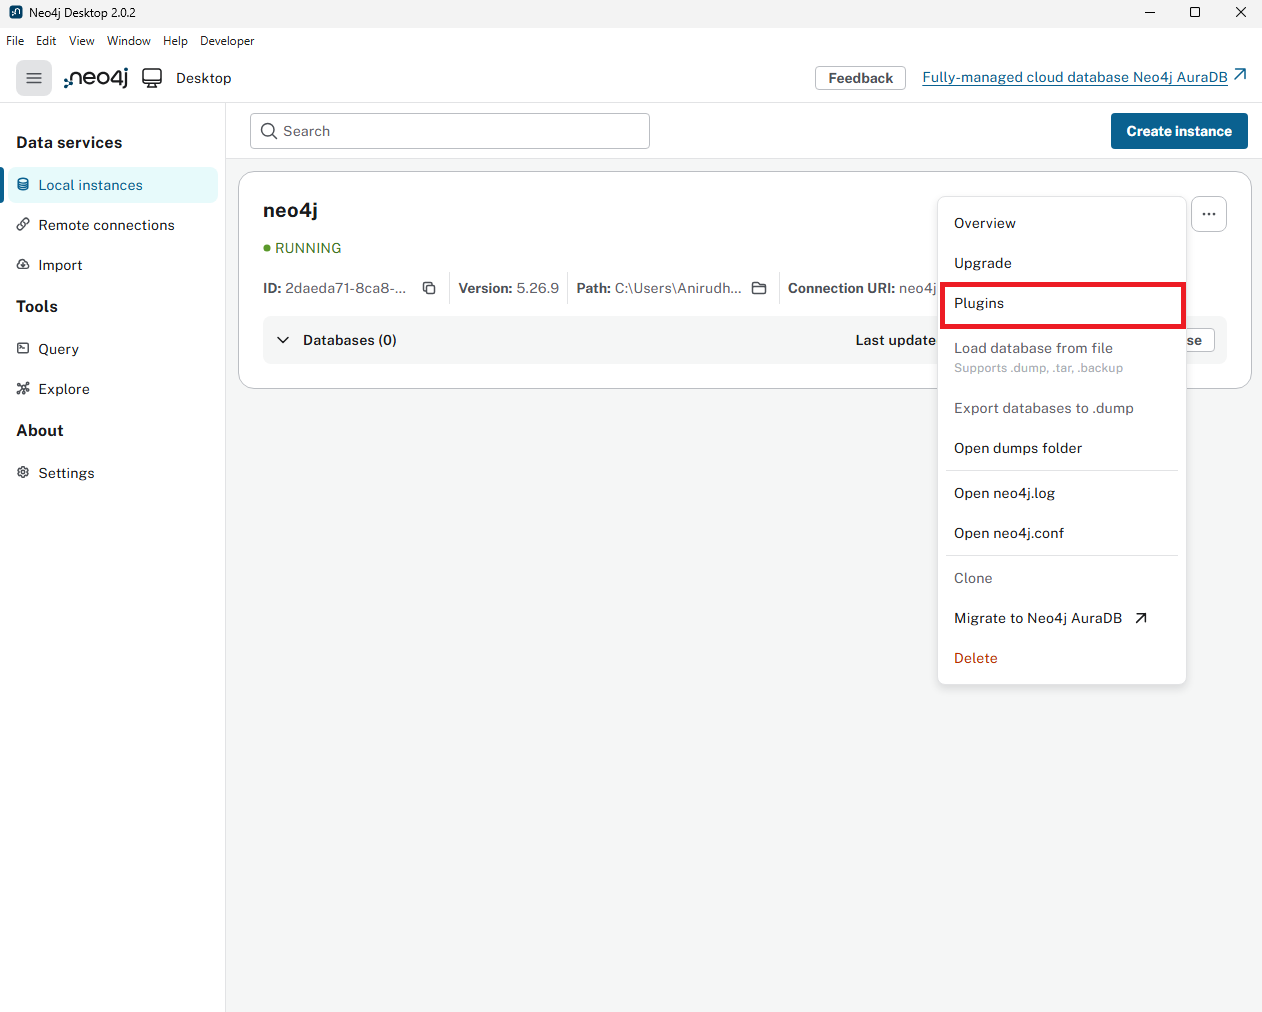 Neo4j Desktop 2.0.2
File Edit View Window Help Developer
neo4j Desktop
Feedback
Fully-managed cloud database Neo4j AuraDB
Data services
Local instances
Remote connections
Import
Tools
Query
Explore
About
Settings
Search
Create instance
neo4j
RUNNING
ID: 2daeda71-8ca8-...
Version: 5.26.9
Path: C:\Users\Anirudh...
Connection URI: neo4j
Databases (0)
Last update
se
Overview
Upgrade
Plugins
Load database from file
Supports .dump, .tar, .backup
Export databases to .dump
Open dumps folder
Open neo4j.log
Open neo4j.conf
Clone
Migrate to Neo4j AuraDB
Delete